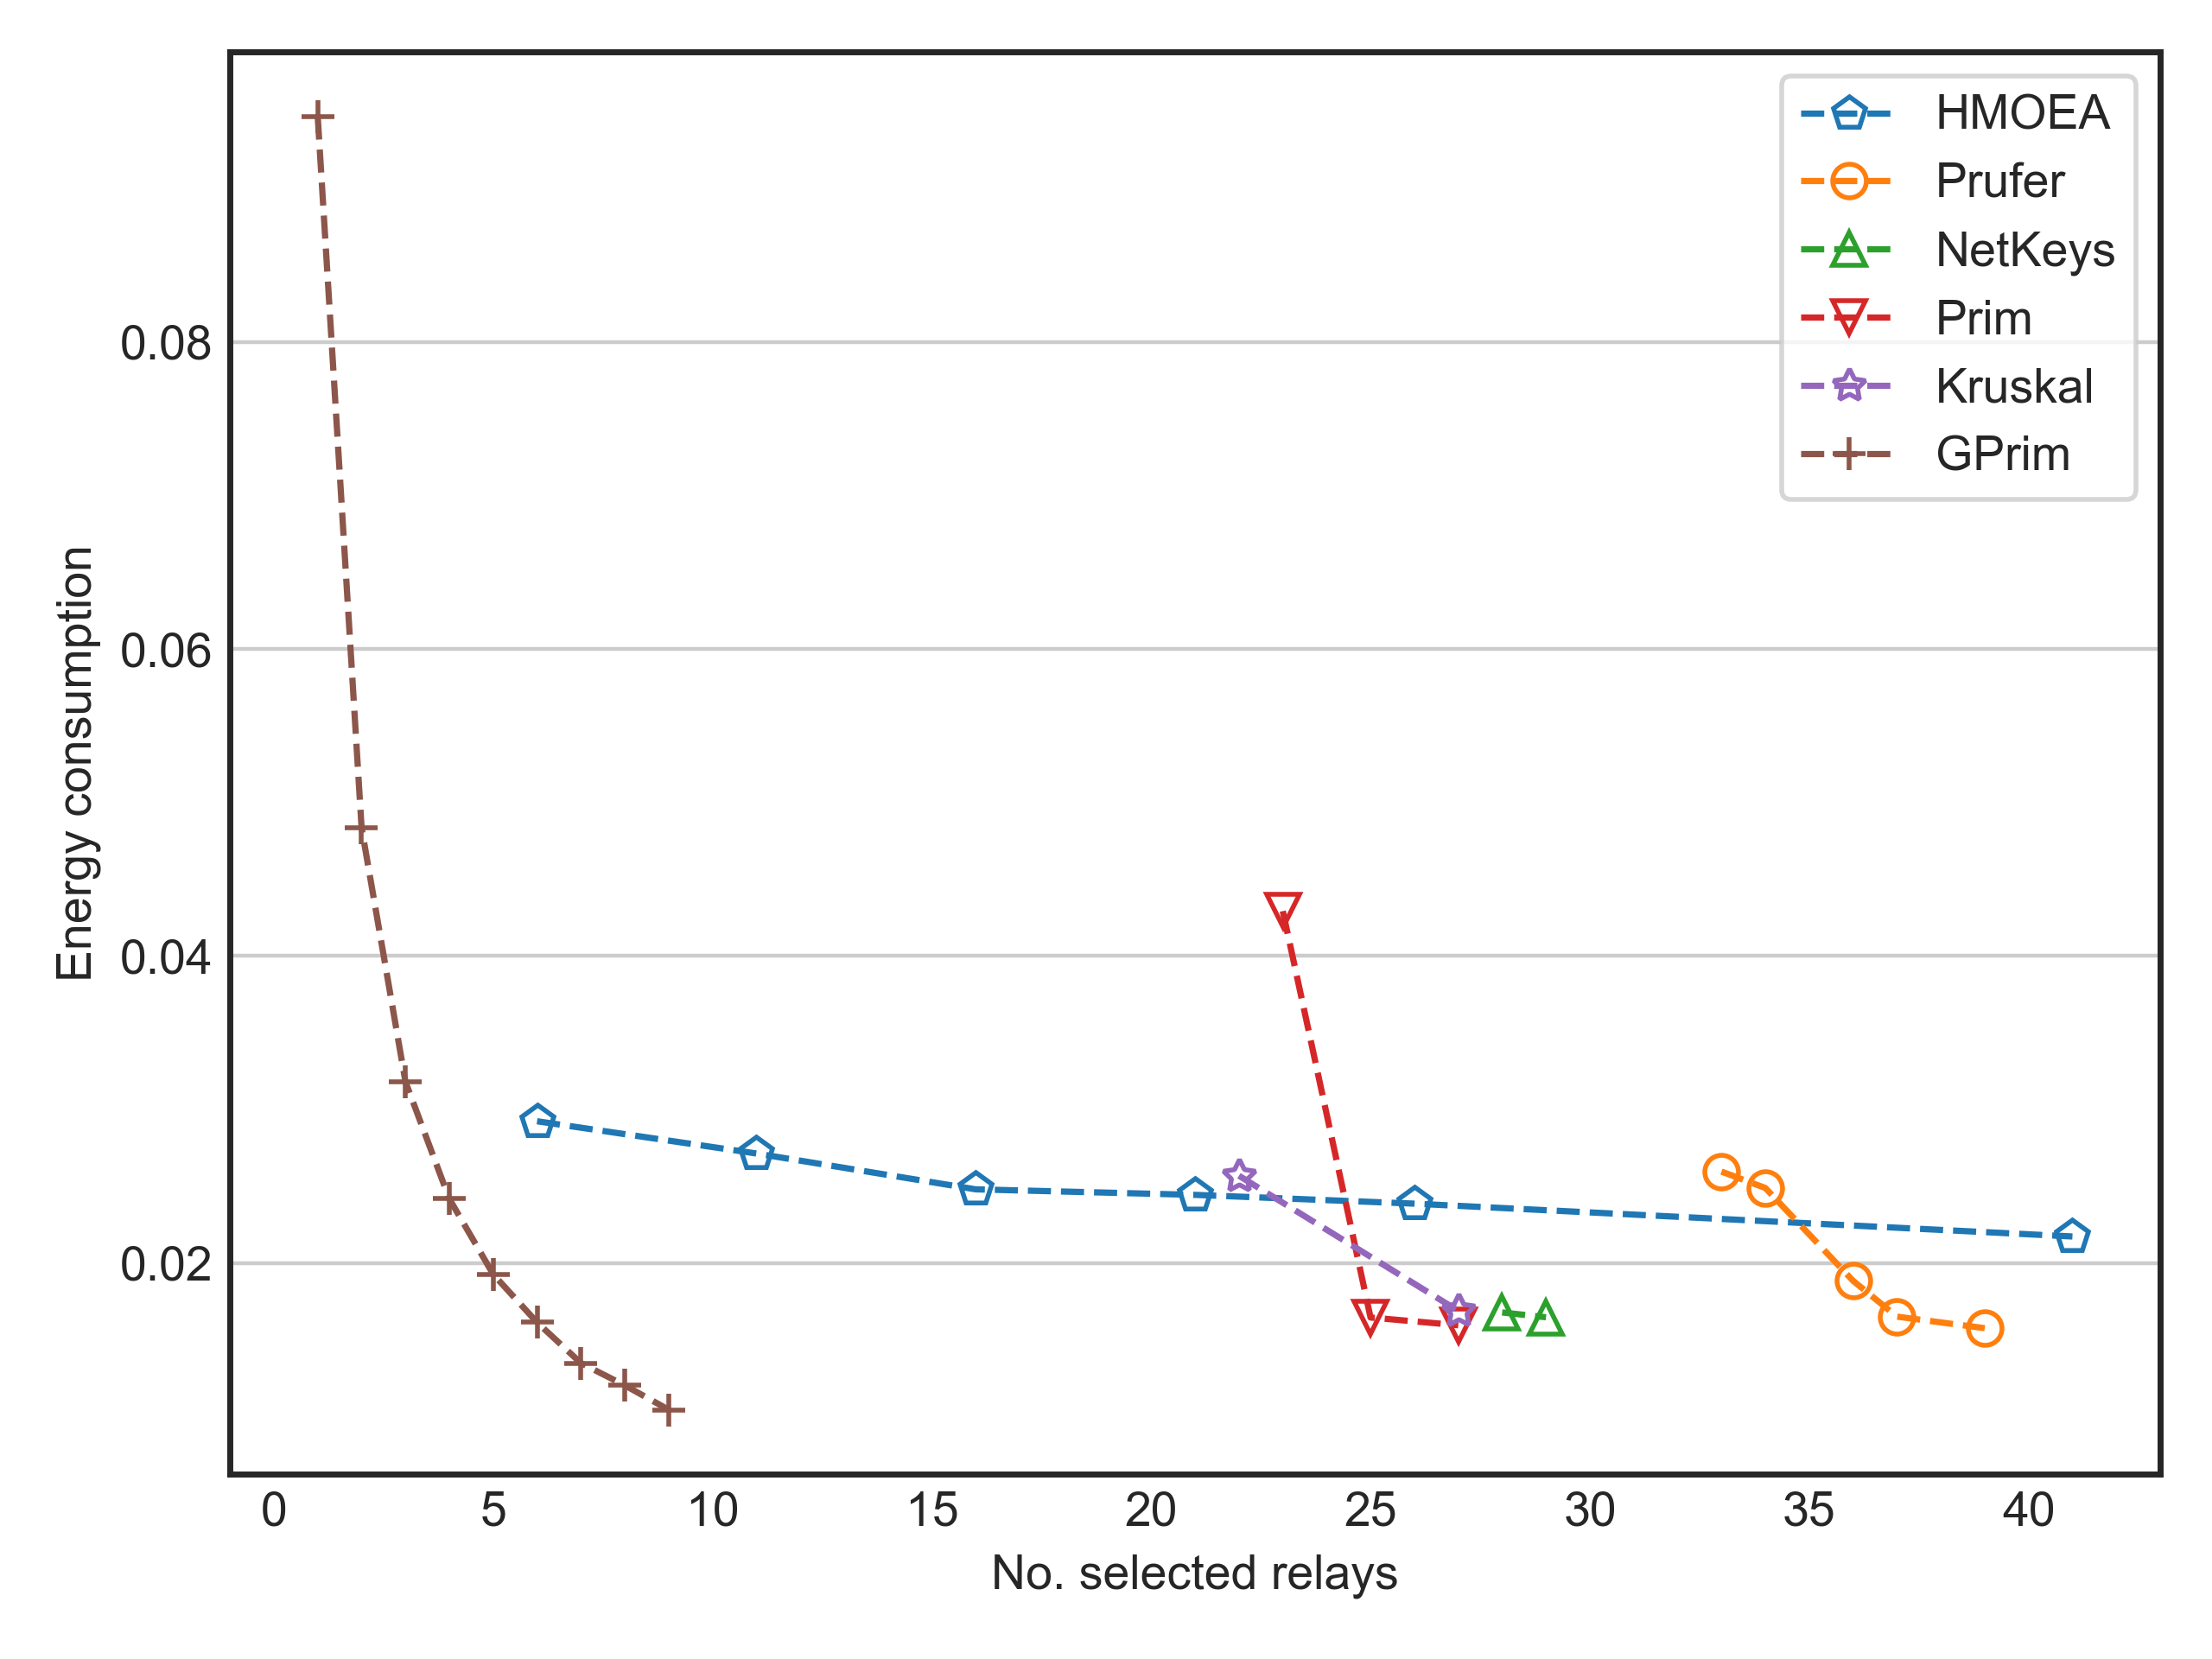 HMOEA
Prufer
NetKeys
Prim
Kruskal
GPrim
0.08
0.06
0.04
0.02
Energy consumption
0 5 10 15 20 25 30 35 40
No. selected relays